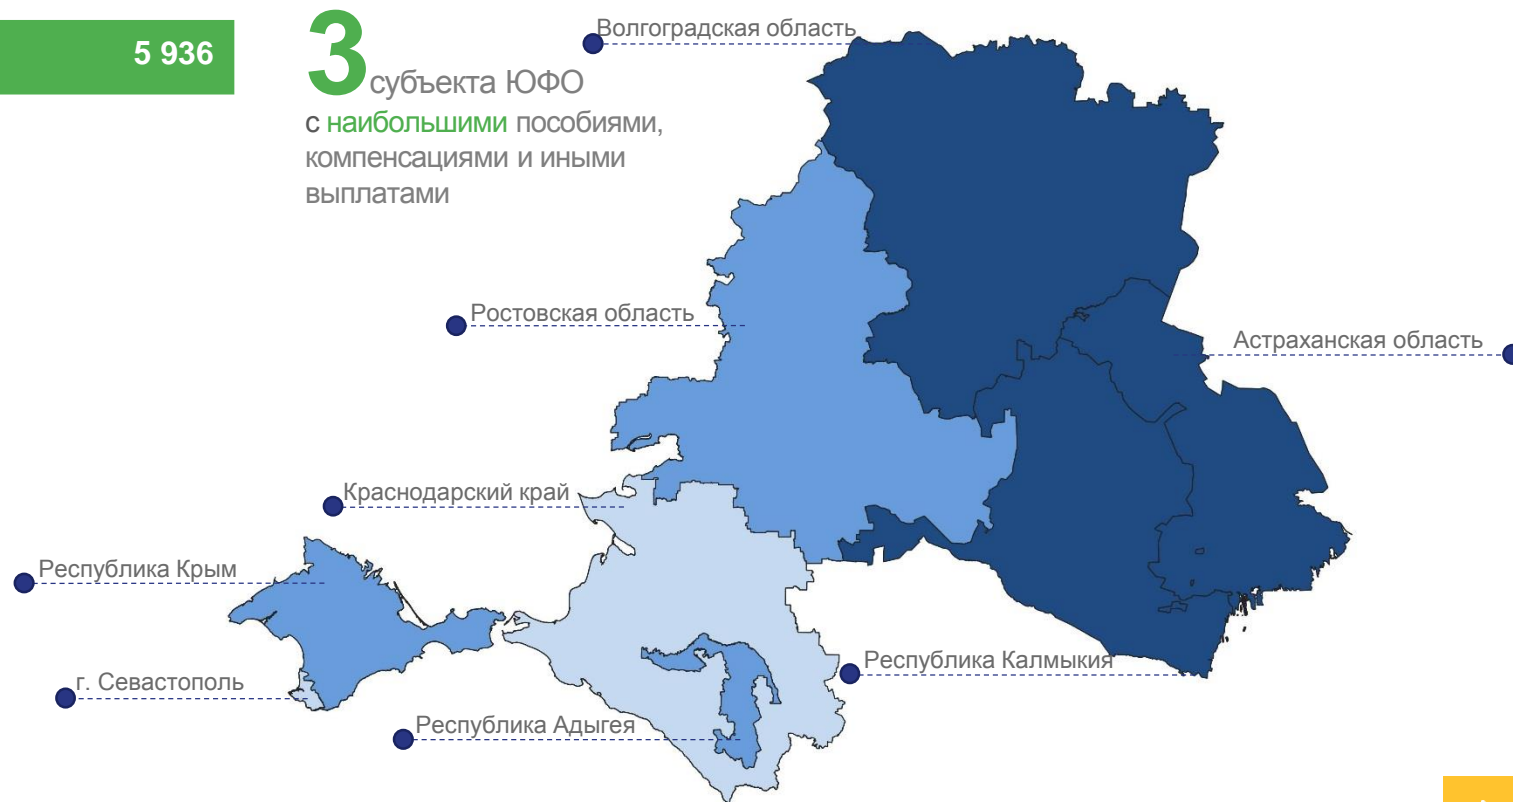 5 936
3
субъекта ЮФО
с наибольшими пособиями,
компенсациями и иными
выплатами
Волгоградская область
Ростовская область
Астраханская область
Краснодарский край
Республика Крым
Республика Калмыкия
г. Севастополь
Республика Адыгея